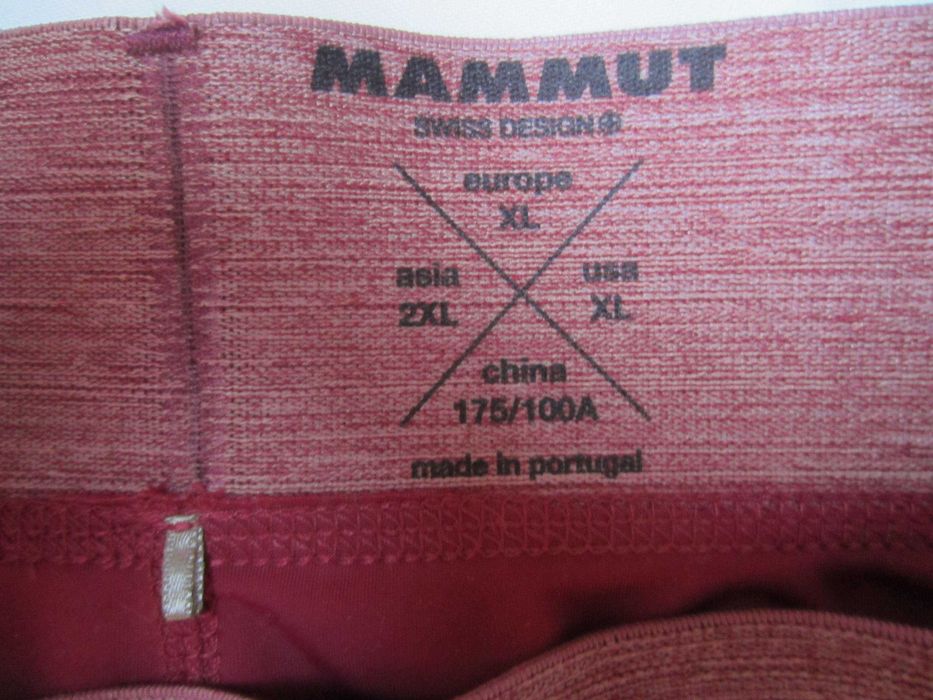 MAMMUT
SWISS DESIGN
europe
XL
asia usa
2XL XL
china
175/100A
made in portugal